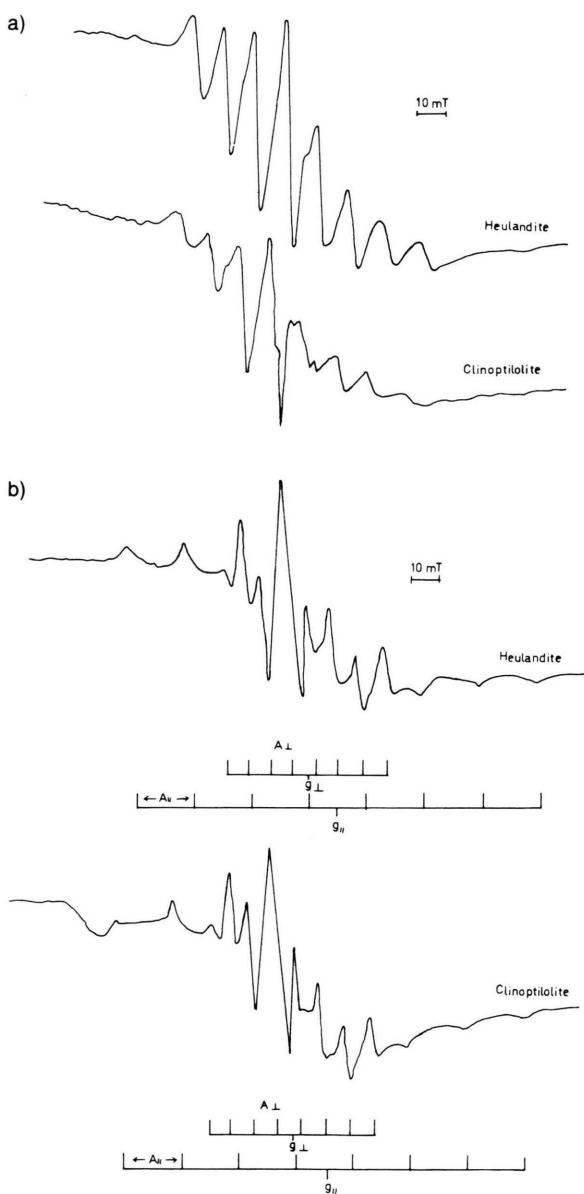 a)
10 mT
Heulandite
Clinoptilolite
b)
10 mT
Heulandite
A⊥
g⊥
← A॥ →
g॥
Clinoptilolite
A⊥
g⊥
← A॥ →
g॥